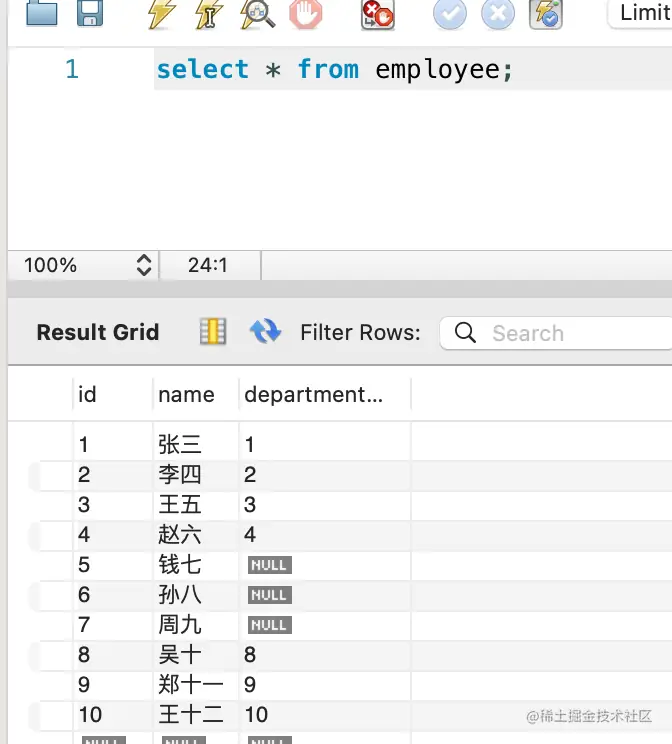 Limit
1 select * from employee;
100% 24:1
Result Grid Filter Rows: Search
id name department...
1 张三 1
2 李四 2
3 王五 3
4 赵六 4
5 钱七 NULL
6 孙八 NULL
7 周九 NULL
8 吴十 8
9 郑十一 9
10 王十二 10
@稀土掘金技术社区
NULL NULL NULL